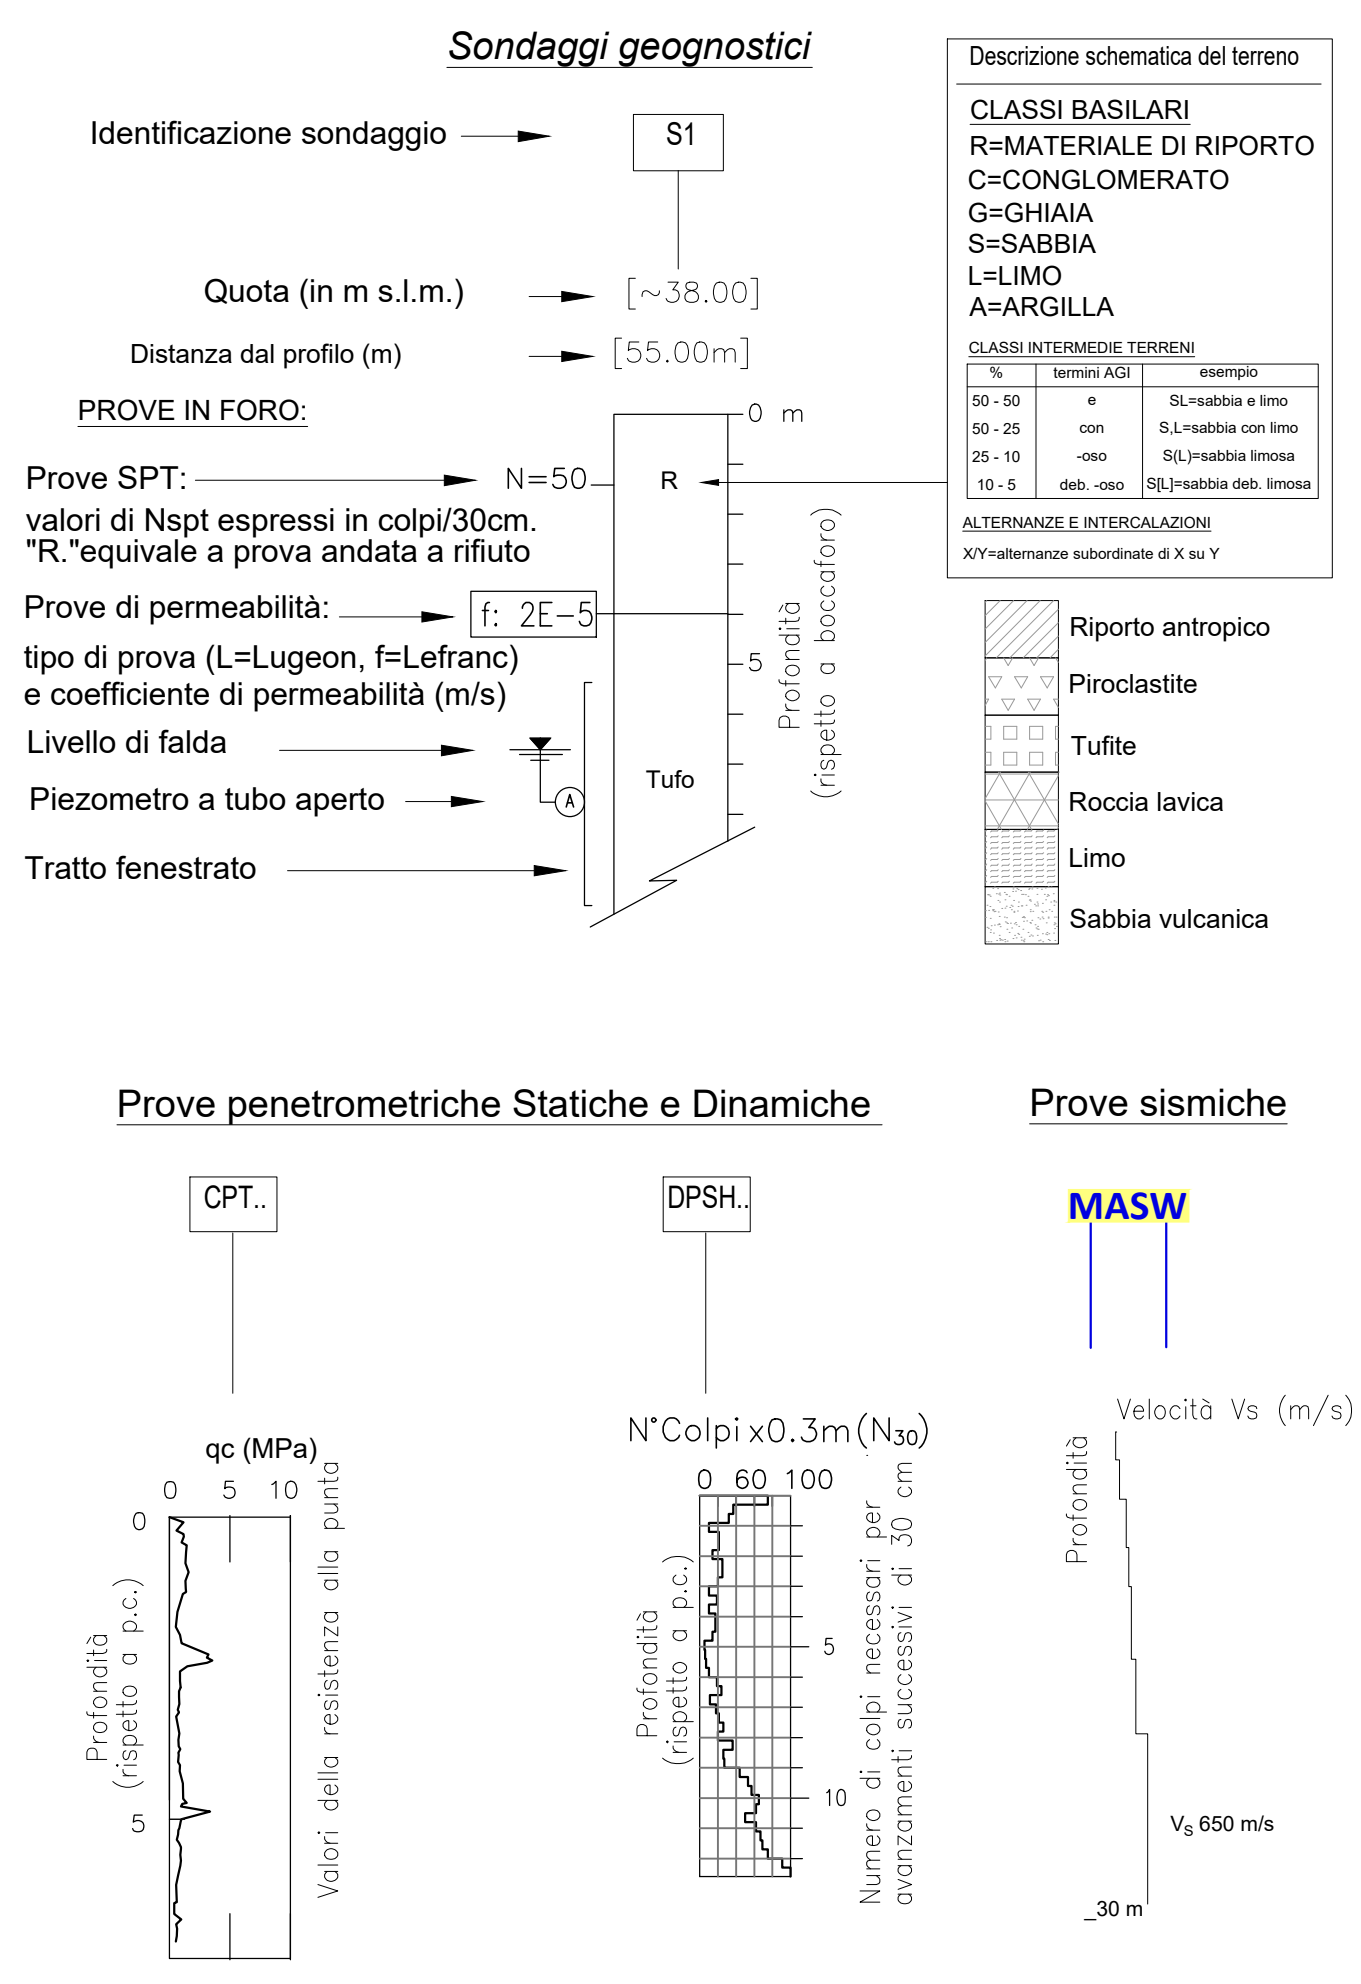 Sondaggi geognostici
Identificazione sondaggio
S1
Quota (in m s.l.m.)
[~38.00]
Distanza dal profilo (m)
[55.00m]
PROVE IN FORO:
0 m
Prove SPT:
N=50
R
valori di Nspt espressi in colpi/30cm.
"R."equivale a prova andata a rifiuto
Prove di permeabilità:
f: 2E-5
tipo di prova (L=Lugeon, f=Lefranc)
e coefficiente di permeabilità (m/s)
5
Profondità
(rispetto a boccaforo)
Livello di falda
Piezometro a tubo aperto
A
Tufo
Tratto fenestrato
Descrizione schematica del terreno
CLASSI BASILARI
R=MATERIALE DI RIPORTO
C=CONGLOMERATO
G=GHIAIA
S=SABBIA
L=LIMO
A=ARGILLA
CLASSI INTERMEDIE TERRENI
% termini AGI esempio
50 - 50 e SL=sabbia e limo
50 - 25 con S,L=sabbia con limo
25 - 10 -oso S(L)=sabbia limosa
10 - 5 deb. -oso S[L]=sabbia deb. limosa
ALTERNANZE E INTERCALAZIONI
X/Y=alternanze subordinate di X su Y
Riporto antropico
Piroclastite
Tufite
Roccia lavica
Limo
Sabbia vulcanica
Prove penetrometriche Statiche e Dinamiche
CPT..
qc (MPa)
0 5 10
0
5
Profondità
(rispetto a p.c.)
Valori della resistenza alla punta
DPSH..
N°Colpi x0.3m (N30)
0 60 100
5
10
Profondità
(rispetto a p.c.)
Numero di colpi necessari per
avanzamenti successivi di 30 cm
Prove sismiche
MASW
Velocità Vs (m/s)
Profondità
VS 650 m/s
_30 m